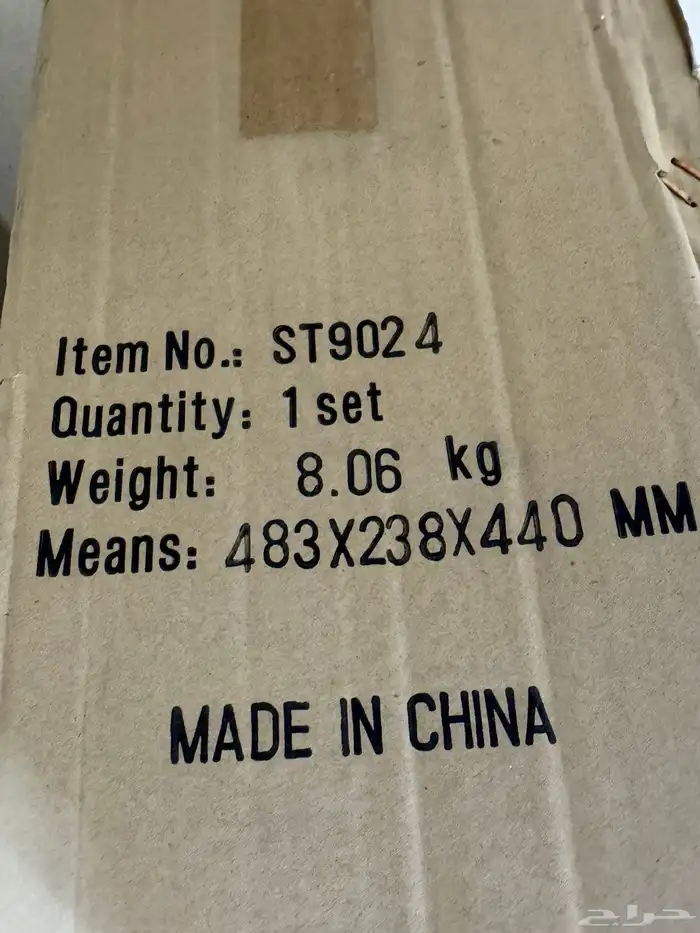 Item No.: ST9024
Quantity: 1 set
Weight: 8.06 kg
Means: 483X238X440 MM
MADE IN CHINA
حراج